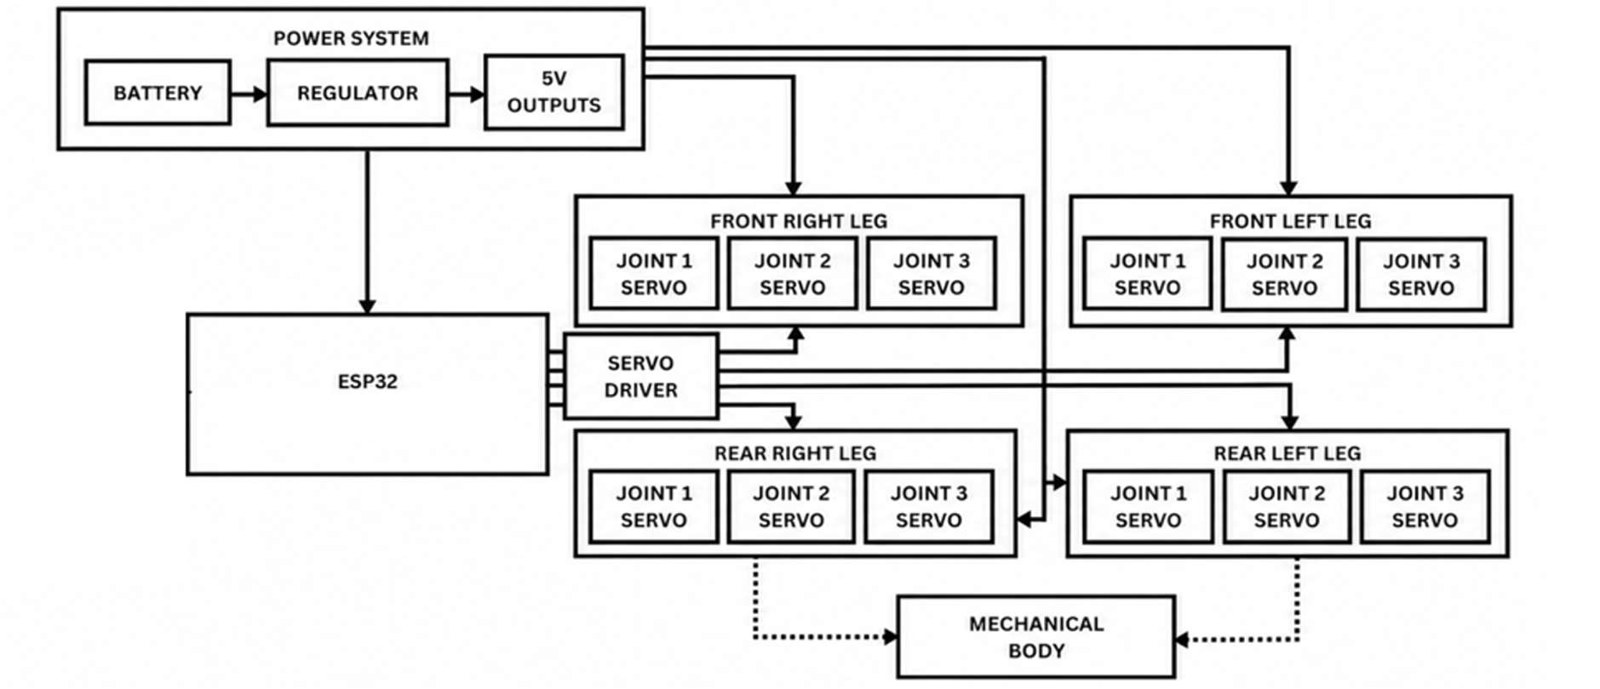 POWER SYSTEM
BATTERY
REGULATOR
5V
OUTPUTS
FRONT RIGHT LEG
JOINT 1
SERVO
JOINT 2
SERVO
JOINT 3
SERVO
FRONT LEFT LEG
JOINT 1
SERVO
JOINT 2
SERVO
JOINT 3
SERVO
ESP32
SERVO
DRIVER
REAR RIGHT LEG
JOINT 1
SERVO
JOINT 2
SERVO
JOINT 3
SERVO
REAR LEFT LEG
JOINT 1
SERVO
JOINT 2
SERVO
JOINT 3
SERVO
MECHANICAL
BODY